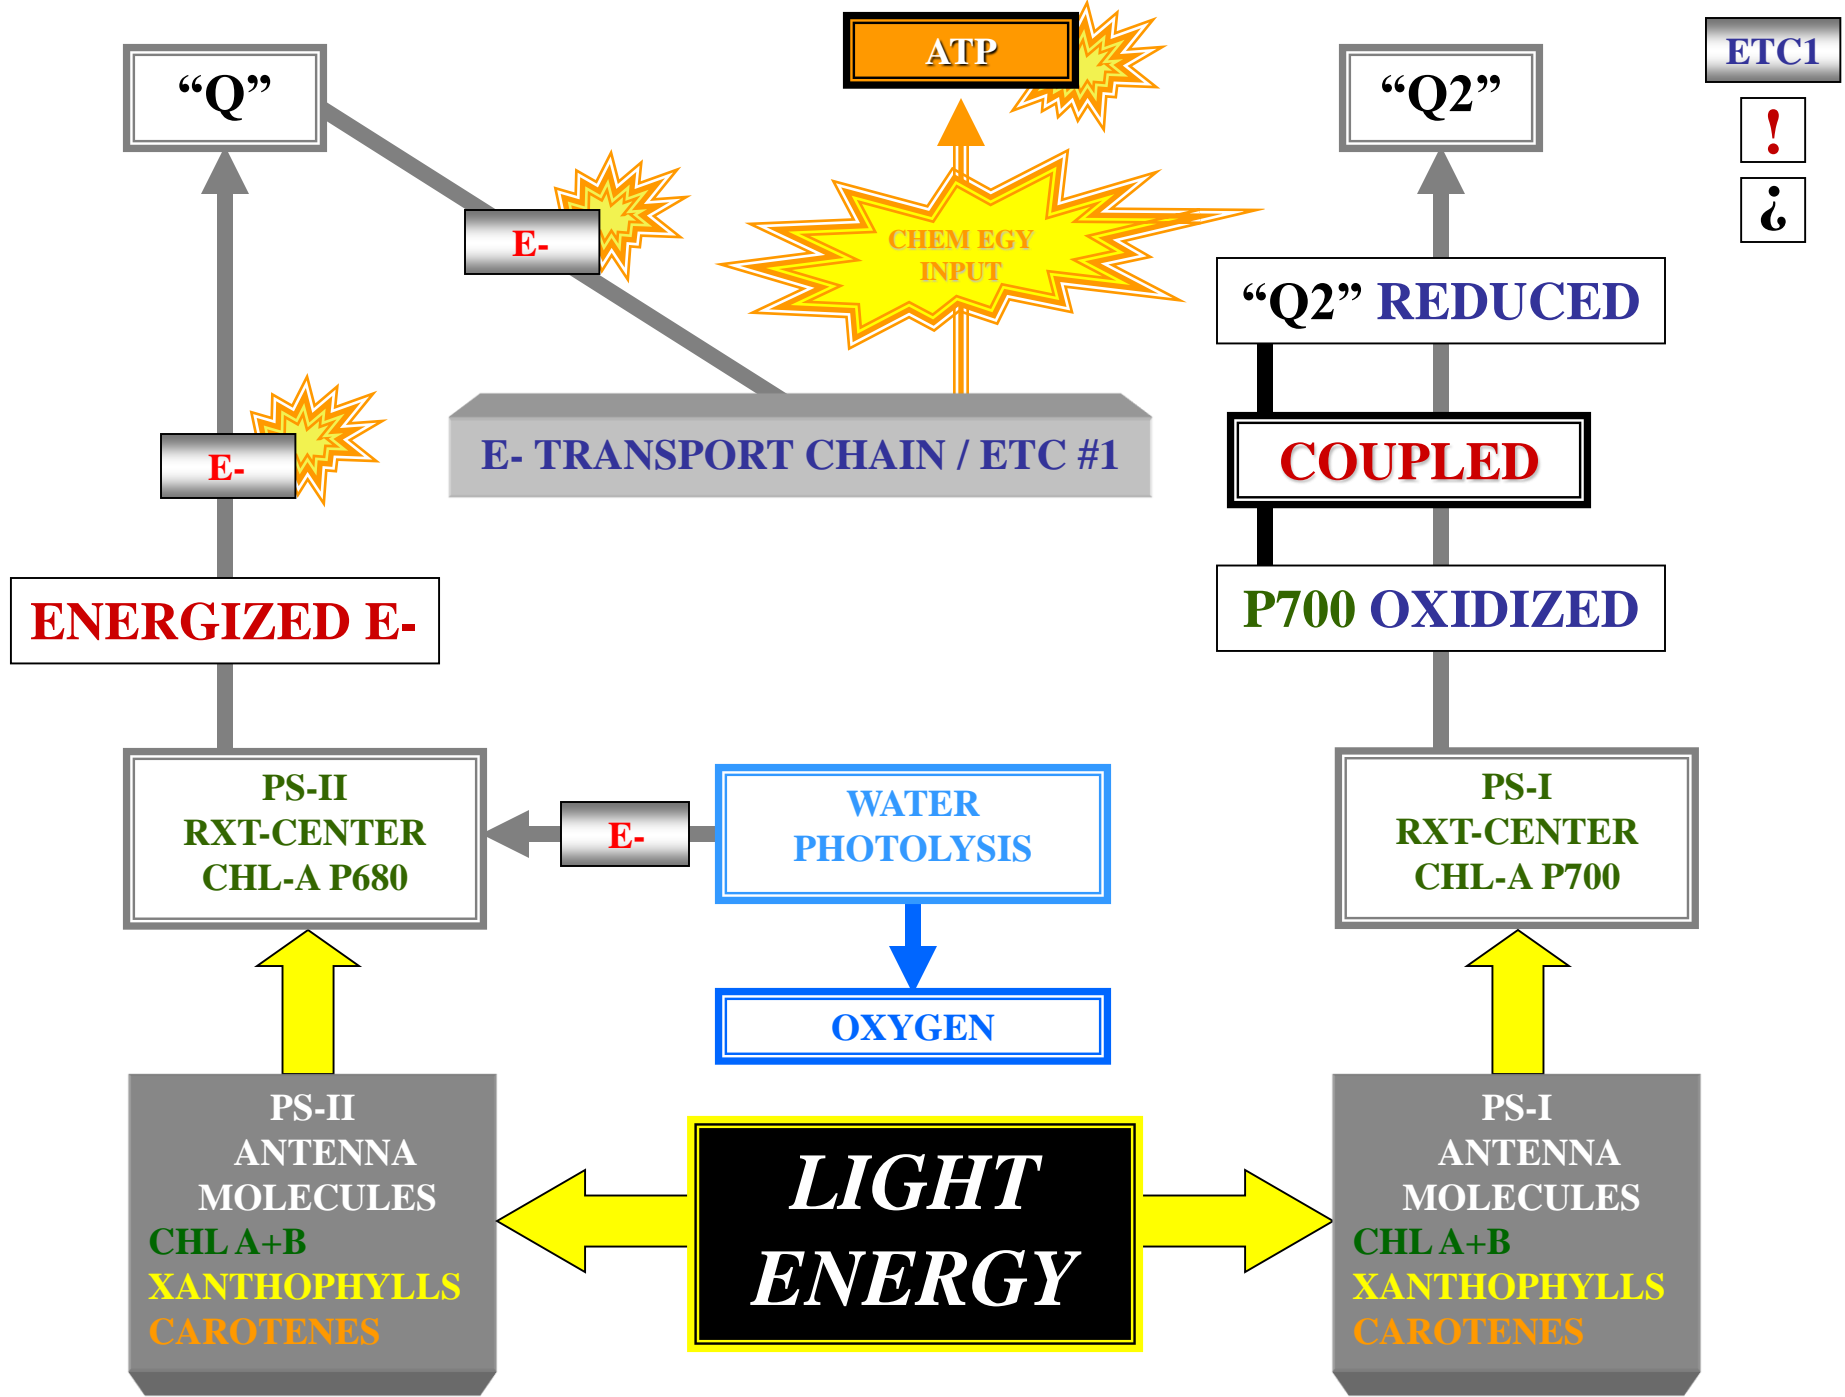 “Q”
ATP
“Q2”
ETC1
!
¿
E-
CHEM EGY
INPUT
“Q2” REDUCED
E-
E- TRANSPORT CHAIN / ETC #1
COUPLED
ENERGIZED E-
P700 OXIDIZED
PS-II
RXT-CENTER
CHL-A P680
E-
WATER
PHOTOLYSIS
PS-I
RXT-CENTER
CHL-A P700
OXYGEN
PS-II
ANTENNA
MOLECULES
CHL A+B
XANTHOPHYLLS
CAROTENES
LIGHT
ENERGY
PS-I
ANTENNA
MOLECULES
CHL A+B
XANTHOPHYLLS
CAROTENES